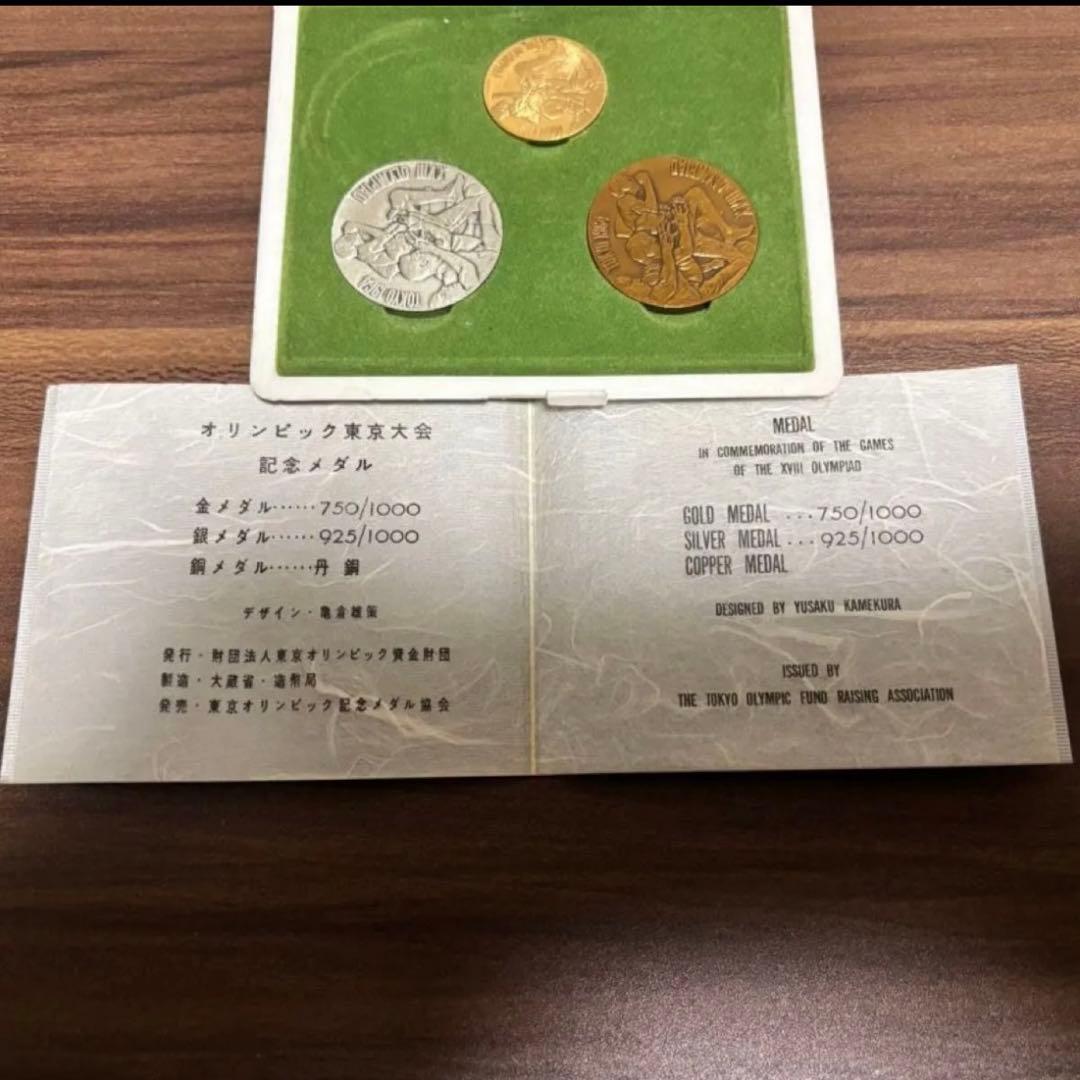 XVIII OLYMPIAD
TOKYO 1964
オリンピック東京大会
記念メダル
金メダル······750/1000
銀メダル······925/1000
銅メダル······丹銅
デザイン・亀倉雄策
発行・財団法人東京オリンピック資金財団
製造・大蔵省・造幣局
発売・東京オリンピック記念メダル協会
MEDAL
IN COMMEMORATION OF THE GAMES
OF THE XVIII OLYMPIAD
GOLD MEDAL ...750/1000
SILVER MEDAL ...925/1000
COPPER MEDAL
DESIGNED BY YUSAKU KAMEKURA
ISSUED BY
THE TOKYO OLYMPIC FUND RAISING ASSOCIATION